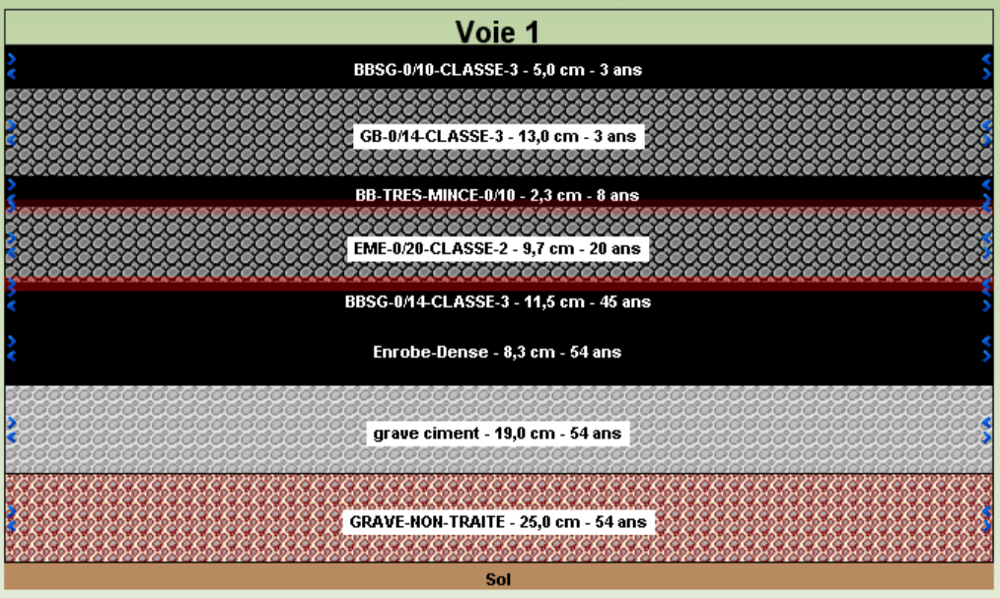 Voie 1
BBSG-0/10-CLASSE-3 - 5,0 cm - 3 ans
GB-0/14-CLASSE-3 - 13,0 cm - 3 ans
BB-TRES-MINCE-0/10 - 2,3 cm - 8 ans
EME-0/20-CLASSE-2 - 9,7 cm - 20 ans
BBSG-0/14-CLASSE-3 - 11,5 cm - 45 ans
Enrobe-Dense - 8,3 cm - 54 ans
grave ciment - 19,0 cm - 54 ans
GRAVE-NON-TRAITE - 25,0 cm - 54 ans
Sol